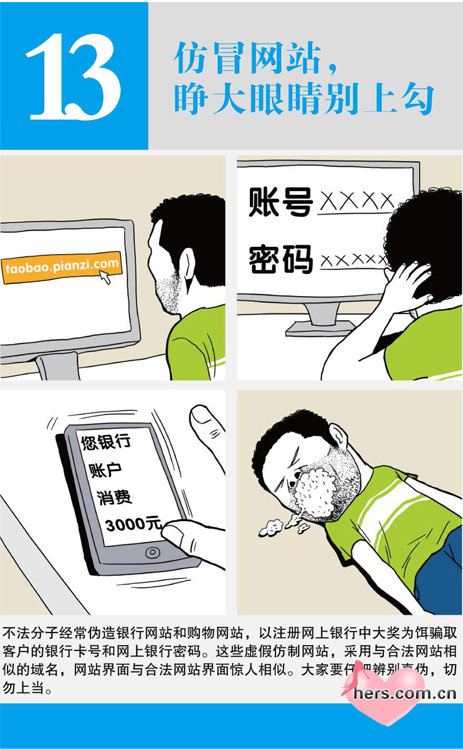 13
仿冒网站，
睁大眼睛别上勾
taobao.pianzi.com
账号 xxxx
密码 xxxxx
您银行
账户
消费
3000元
不法分子经常伪造银行网站和购物网站，以注册网上银行中大奖为饵骗取
客户的银行卡号和网上银行密码。这些虚假仿制网站，采用与合法网站相
似的域名，网站界面与合法网站界面惊人相似。大家要仔细辨别真伪，切
勿上当。
hers.com.cn